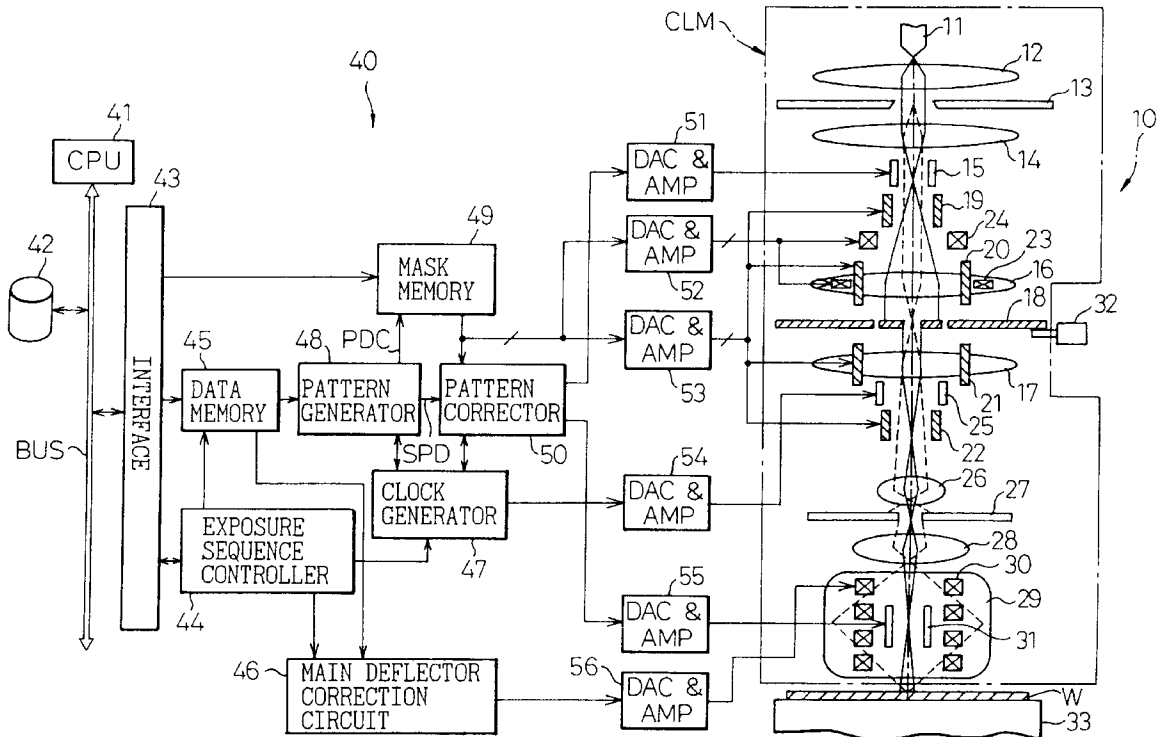 CLM
11
12
13
14
10
40
41
CPU
43
42
INTERFACE
BUS
49
MASK
MEMORY
45
DATA
MEMORY
48
PDC
PATTERN
GENERATOR
SPD
PATTERN
CORRECTOR
50
CLOCK
GENERATOR
47
EXPOSURE
SEQUENCE
CONTROLLER
44
46
MAIN DEFLECTOR
CORRECTION
CIRCUIT
51
DAC &
AMP
DAC &
AMP
52
DAC &
AMP
53
54
DAC &
AMP
55
DAC &
AMP
56
DAC &
AMP
15
19
24
20
23
16
18
32
17
21
25
22
26
27
28
30
29
31
W
33